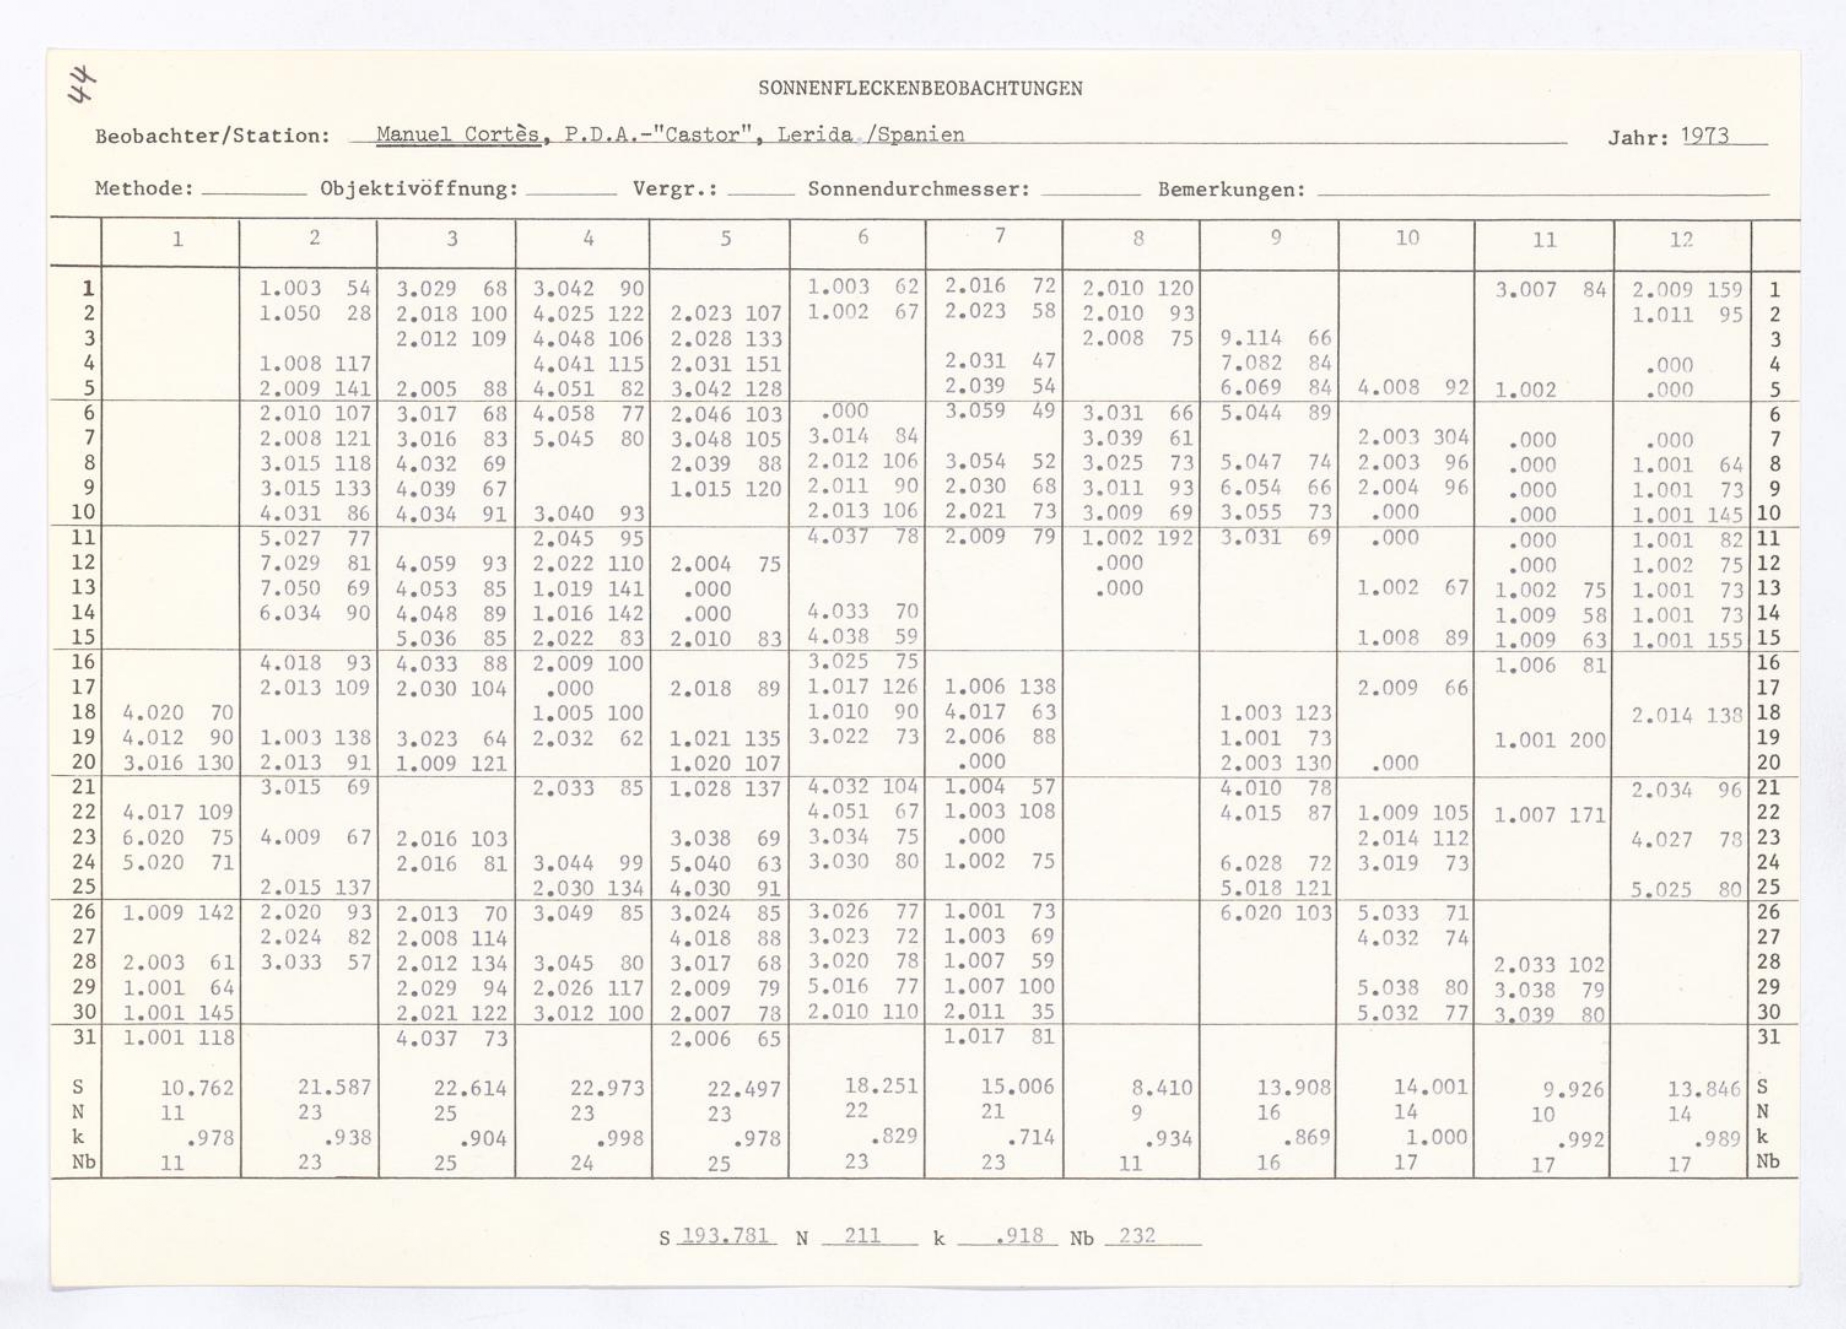 44
SONNENFLECKENBEOBACHTUNGEN
Beobachter/Station: Manuel Cortès, P.D.A.-"Castor", Lerida /Spanien Jahr: 1973
Methode: Objektivöffnung: Vergr.: Sonnendurchmesser: Bemerkungen:
1 2 3 4 5 6 7 8 9 10 11 12
1 1.003 54 3.029 68 3.042 90 1.003 62 2.016 72 2.010 120 3.007 84 2.009 159 1
2 1.050 28 2.018 100 4.025 122 2.023 107 1.002 67 2.023 58 2.010 93 1.011 95 2
3 2.012 109 4.048 106 2.028 133 2.008 75 9.114 66 3
4 1.008 117 4.041 115 2.031 151 2.031 47 7.082 84 .000 4
5 2.009 141 2.005 88 4.051 82 3.042 128 2.039 54 6.069 84 4.008 92 1.002 .000 5
6 2.010 107 3.017 68 4.058 77 2.046 103 .000 3.059 49 3.031 66 5.044 89 6
7 2.008 121 3.016 83 5.045 80 3.048 105 3.014 84 3.039 61 2.003 304 .000 .000 7
8 3.015 118 4.032 69 2.039 88 2.012 106 3.054 52 3.025 73 5.047 74 2.003 96 .000 1.001 64 8
9 3.015 133 4.039 67 1.015 120 2.011 90 2.030 68 3.011 93 6.054 66 2.004 96 .000 1.001 73 9
10 4.031 86 4.034 91 3.040 93 2.013 106 2.021 73 3.009 69 3.055 73 .000 .000 1.001 145 10
11 5.027 77 2.045 95 4.037 78 2.009 79 1.002 192 3.031 69 .000 .000 1.001 82 11
12 7.029 81 4.059 93 2.022 110 2.004 75 .000 .000 1.002 75 12
13 7.050 69 4.053 85 1.019 141 .000 .000 1.002 67 1.002 75 1.001 73 13
14 6.034 90 4.048 89 1.016 142 .000 4.033 70 1.009 58 1.001 73 14
15 5.036 85 2.022 83 2.010 83 4.038 59 1.008 89 1.009 63 1.001 155 15
16 4.018 93 4.033 88 2.009 100 3.025 75 1.006 81 16
17 2.013 109 2.030 104 .000 2.018 89 1.017 126 1.006 138 2.009 66 17
18 4.020 70 1.005 100 1.010 90 4.017 63 1.003 123 2.014 138 18
19 4.012 90 1.003 138 3.023 64 2.032 62 1.021 135 3.022 73 2.006 88 1.001 73 1.001 200 19
20 3.016 130 2.013 91 1.009 121 1.020 107 .000 2.003 130 .000 20
21 3.015 69 2.033 85 1.028 137 4.032 104 1.004 57 4.010 78 2.034 96 21
22 4.017 109 4.051 67 1.003 108 4.015 87 1.009 105 1.007 171 22
23 6.020 75 4.009 67 2.016 103 3.038 69 3.034 75 .000 2.014 112 4.027 78 23
24 5.020 71 2.016 81 3.044 99 5.040 63 3.030 80 1.002 75 6.028 72 3.019 73 24
25 2.015 137 2.030 134 4.030 91 5.018 121 5.025 80 25
26 1.009 142 2.020 93 2.013 70 3.049 85 3.024 85 3.026 77 1.001 73 6.020 103 5.033 71 26
27 2.024 82 2.008 114 4.018 88 3.023 72 1.003 69 4.032 74 27
28 2.003 61 3.033 57 2.012 134 3.045 80 3.017 68 3.020 78 1.007 59 2.033 102 28
29 1.001 64 2.029 94 2.026 117 2.009 79 5.016 77 1.007 100 5.038 80 3.038 79 29
30 1.001 145 2.021 122 3.012 100 2.007 78 2.010 110 2.011 35 5.032 77 3.039 80 30
31 1.001 118 4.037 73 2.006 65 1.017 81 31
S 10.762 21.587 22.614 22.973 22.497 18.251 15.006 8.410 13.908 14.001 9.926 13.846 S
N 11 23 25 23 23 22 21 9 16 14 10 14 N
k .978 .938 .904 .998 .978 .829 .714 .934 .869 1.000 .992 .989 k
Nb 11 23 25 24 25 23 23 11 16 17 17 17 Nb
S 193.781 N 211 k .918 Nb 232